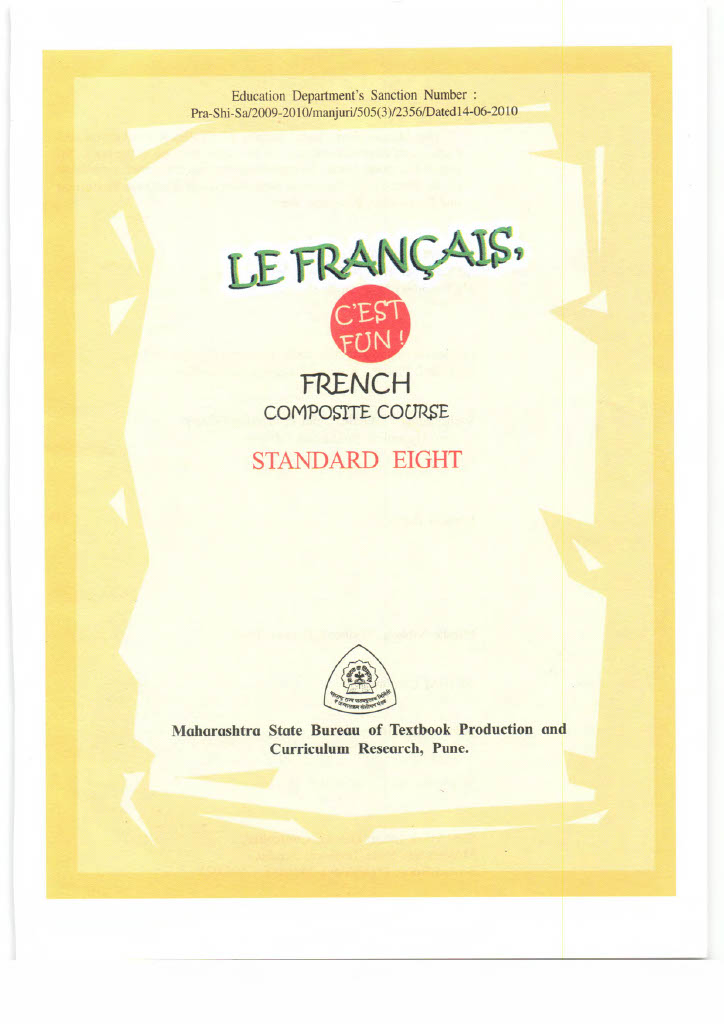 Education Department's Sanction Number :
Pra-Shi-Sa/2009-2010/manjuri/505(3)/2356/Dated14-06-2010
LE FRANÇAIS,
C'EST
FUN !
FRENCH
COMPOSITE COURSE
STANDARD EIGHT
Maharashtra State Bureau of Textbook Production and
Curriculum Research, Pune.